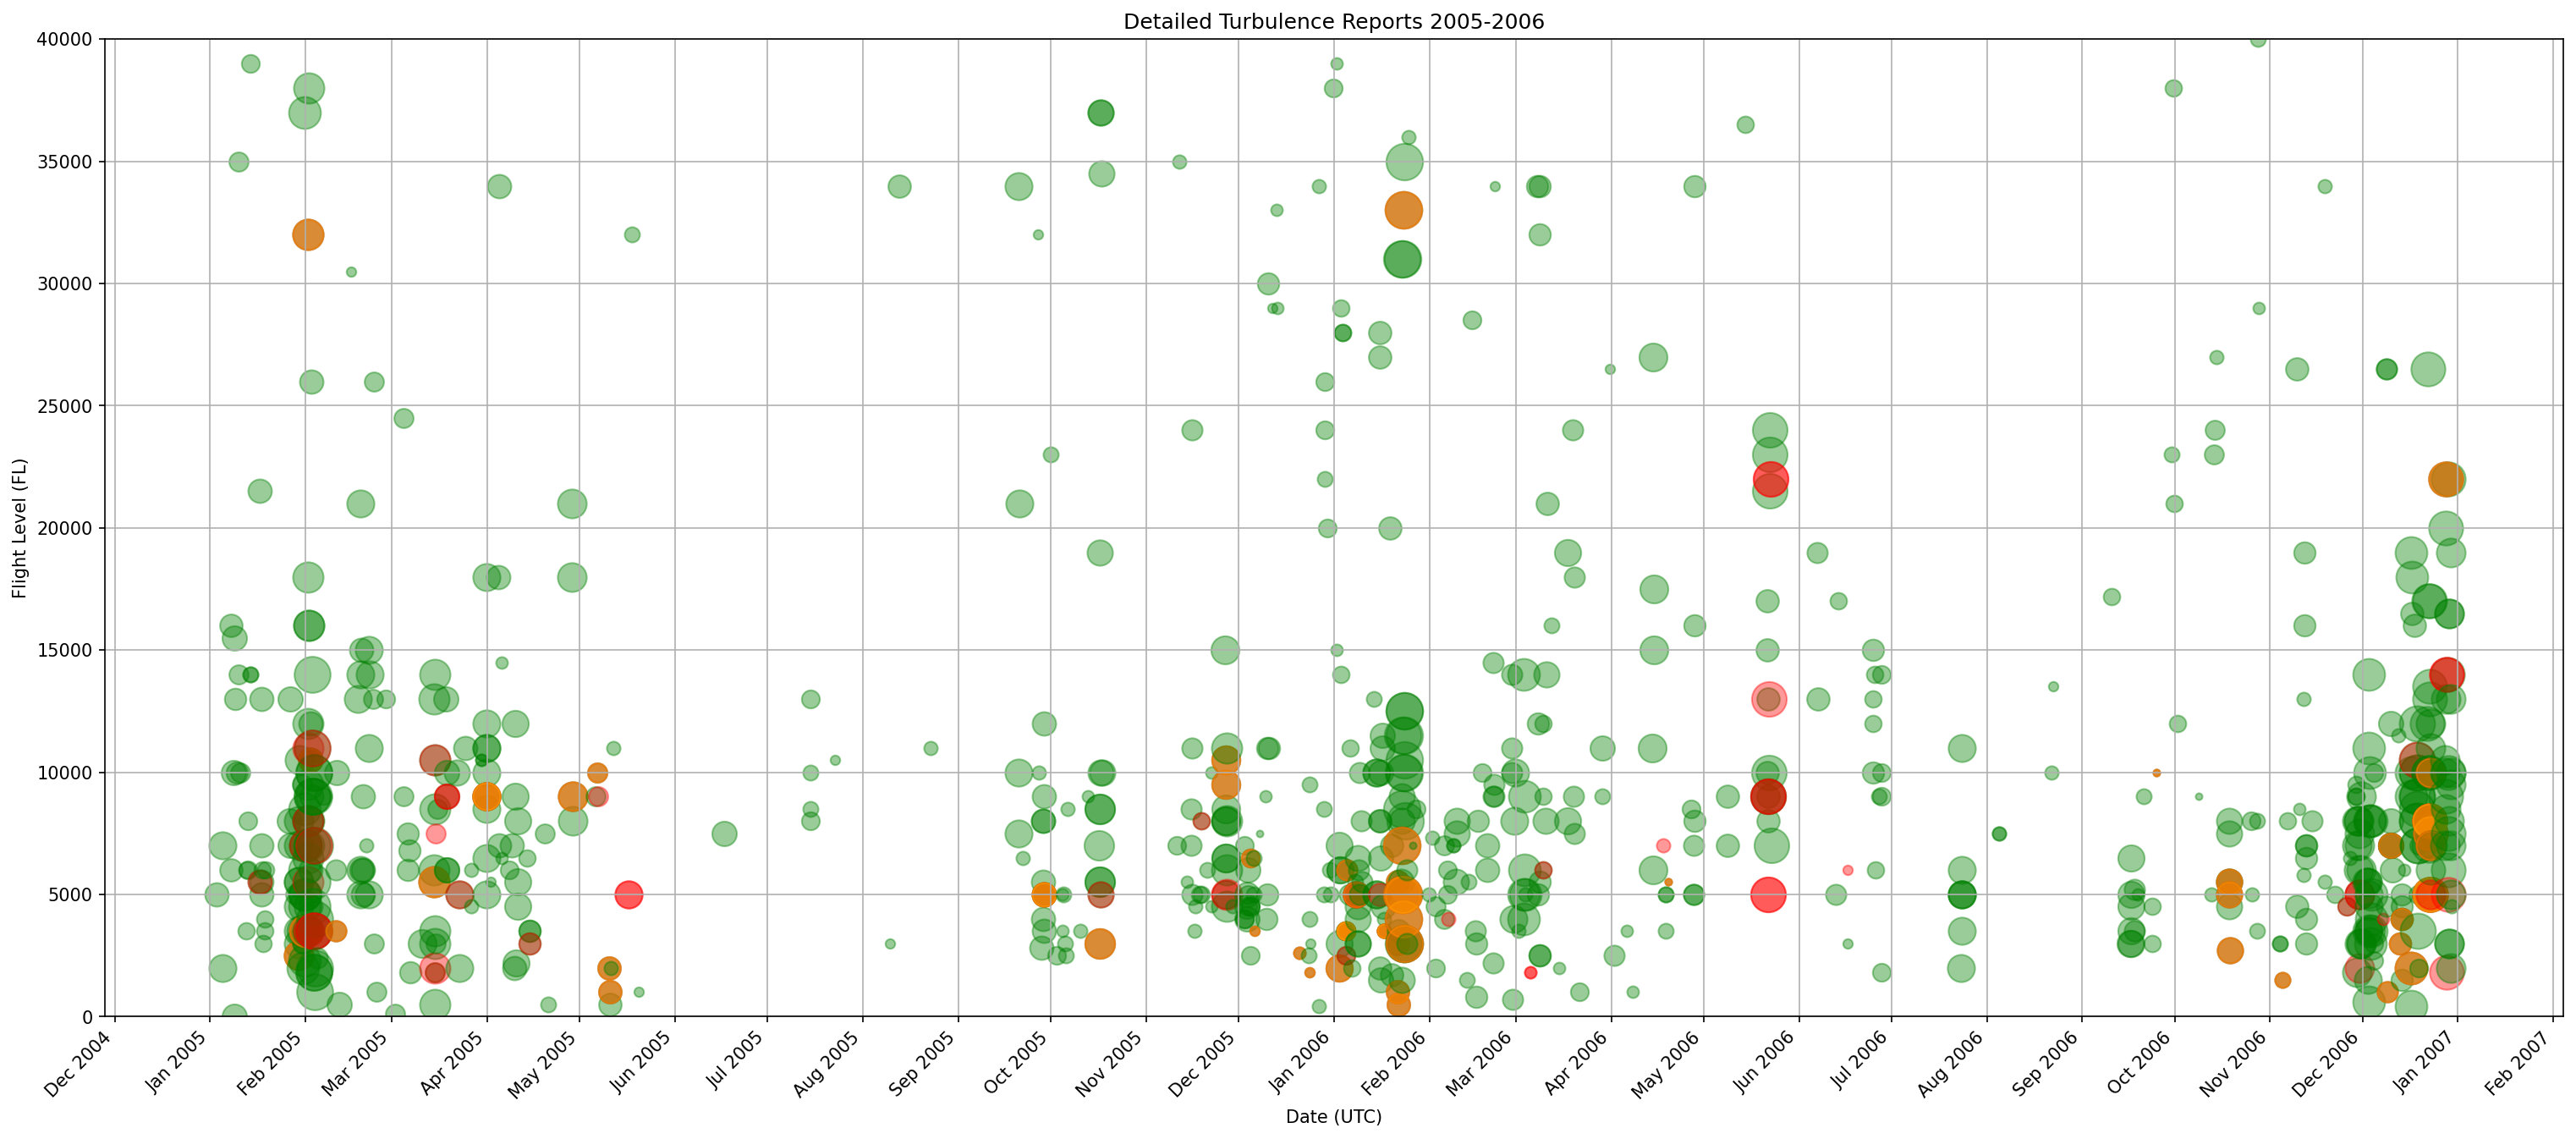 Detailed Turbulence Reports 2005-2006
40000
35000
30000
25000
20000
15000
10000
5000
0
Flight Level (FL)
Dec 2004
Jan 2005
Feb 2005
Mar 2005
Apr 2005
May 2005
Jun 2005
Jul 2005
Aug 2005
Sep 2005
Oct 2005
Nov 2005
Dec 2005
Jan 2006
Feb 2006
Mar 2006
Apr 2006
May 2006
Jun 2006
Jul 2006
Aug 2006
Sep 2006
Oct 2006
Nov 2006
Dec 2006
Jan 2007
Feb 2007
Date (UTC)